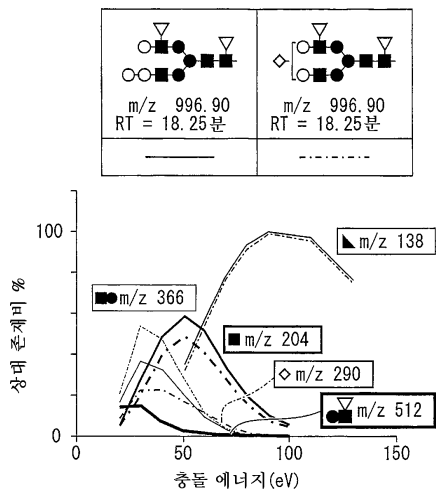 m/z 996.90
RT = 18.25분
m/z 996.90
RT = 18.25분
100
m/z 138
m/z 366
m/z 204
m/z 290
m/z 512
상대 존재비 %
0
50
100
150
충돌 에너지(eV)